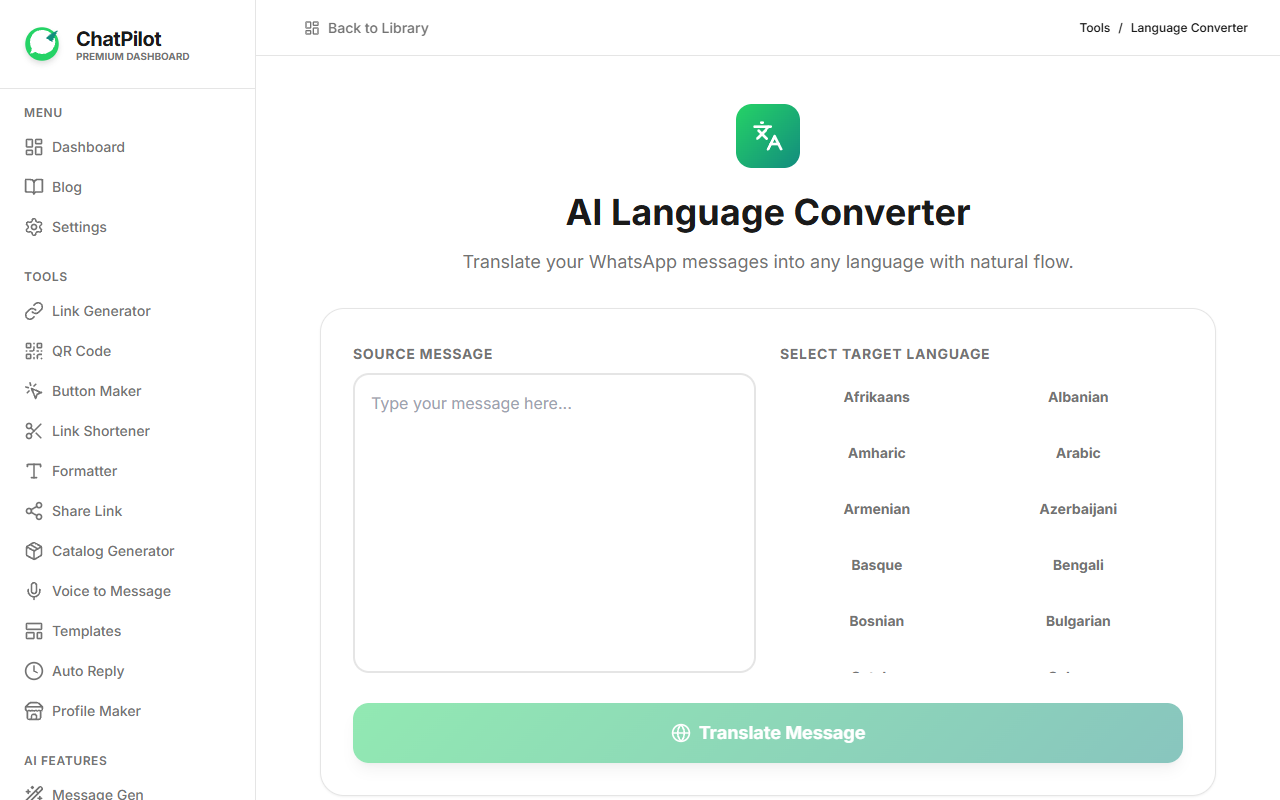 ChatPilot
PREMIUM DASHBOARD
MENU
Dashboard
Blog
Settings
TOOLS
Link Generator
QR Code
Button Maker
Link Shortener
Formatter
Share Link
Catalog Generator
Voice to Message
Templates
Auto Reply
Profile Maker
AI FEATURES
Message Gen
Back to Library
Tools / Language Converter
AI Language Converter
Translate your WhatsApp messages into any language with natural flow.
SOURCE MESSAGE
Type your message here...
SELECT TARGET LANGUAGE
Afrikaans Albanian
Amharic Arabic
Armenian Azerbaijani
Basque Bengali
Bosnian Bulgarian
Translate Message